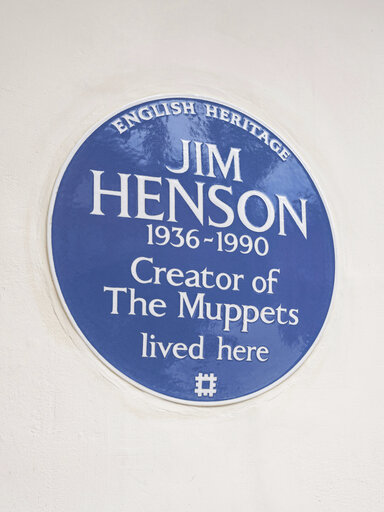 ENGLISH HERITAGE
JIM
HENSON
1936~1990
Creator of
The Muppets
lived here